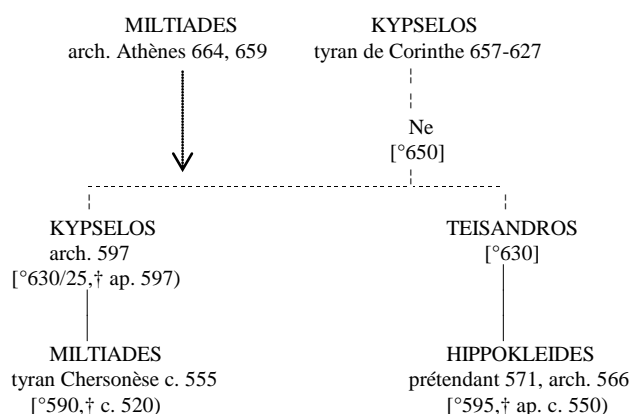 MILTIADES
arch. Athènes 664, 659
KYPSELOS
tyran de Corinthe 657-627
Ne
[°650]
KYPSELOS
arch. 597
[°630/25,† ap. 597)
TEISANDROS
[°630]
MILTIADES
tyran Chersonèse c. 555
[°590,† c. 520)
HIPPOKLEIDES
prétendant 571, arch. 566
[°595,† ap. c. 550)